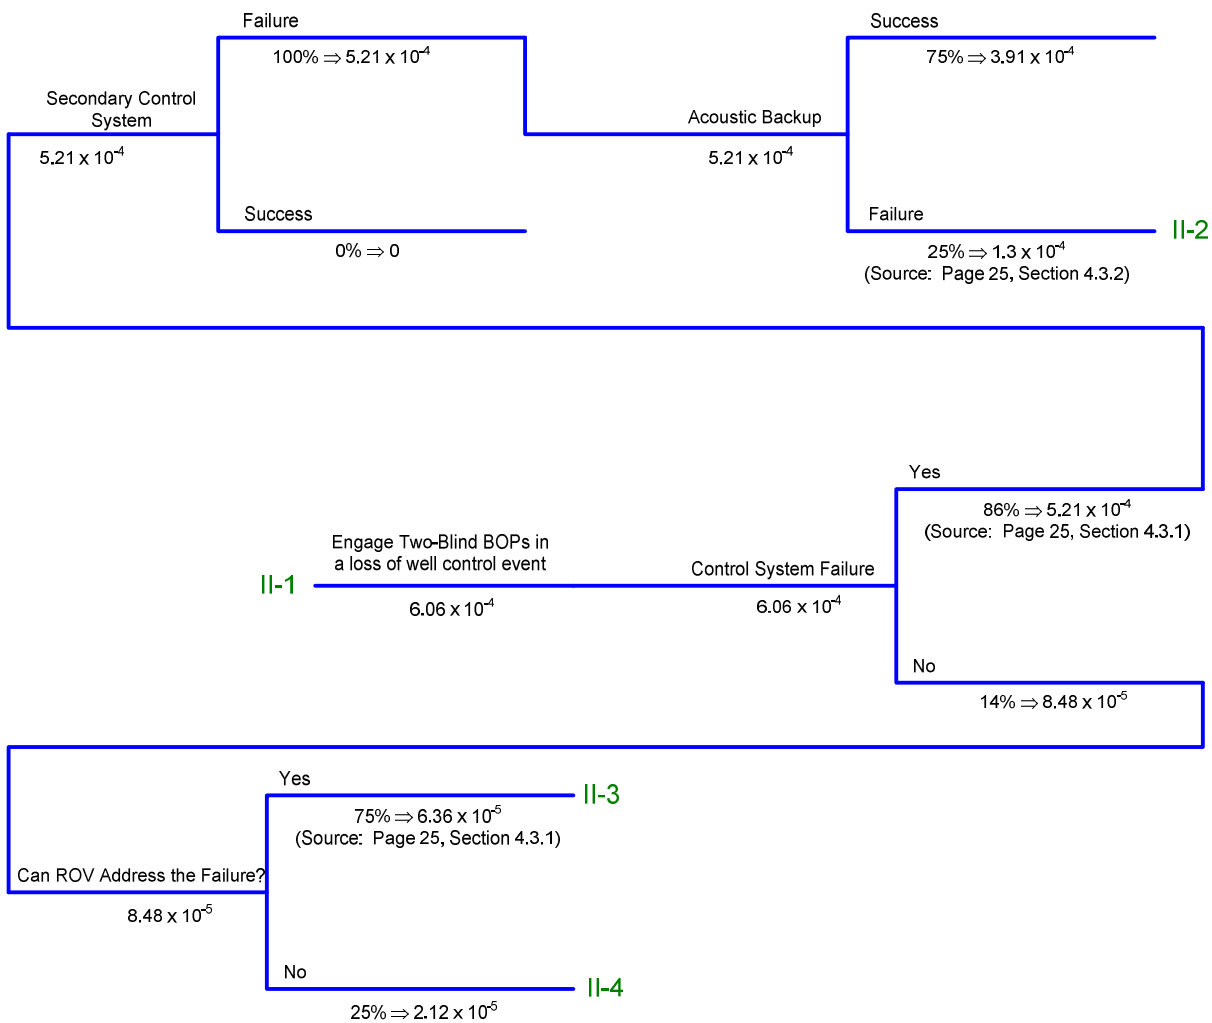 Failure
100% ⇒ 5.21 x 10⁻⁴
Secondary Control
System
5.21 x 10⁻⁴
Success
0% ⇒ 0
Acoustic Backup
5.21 x 10⁻⁴
Success
75% ⇒ 3.91 x 10⁻⁴
Failure
25% ⇒ 1.3 x 10⁻⁴
(Source: Page 25, Section 4.3.2)
II-2
Yes
86% ⇒ 5.21 x 10⁻⁴
(Source: Page 25, Section 4.3.1)
II-1
Engage Two-Blind BOPs in
a loss of well control event
6.06 x 10⁻⁴
Control System Failure
6.06 x 10⁻⁴
No
14% ⇒ 8.48 x 10⁻⁵
Yes
75% ⇒ 6.36 x 10⁻⁵
(Source: Page 25, Section 4.3.1)
II-3
Can ROV Address the Failure?
8.48 x 10⁻⁵
No
25% ⇒ 2.12 x 10⁻⁵
II-4